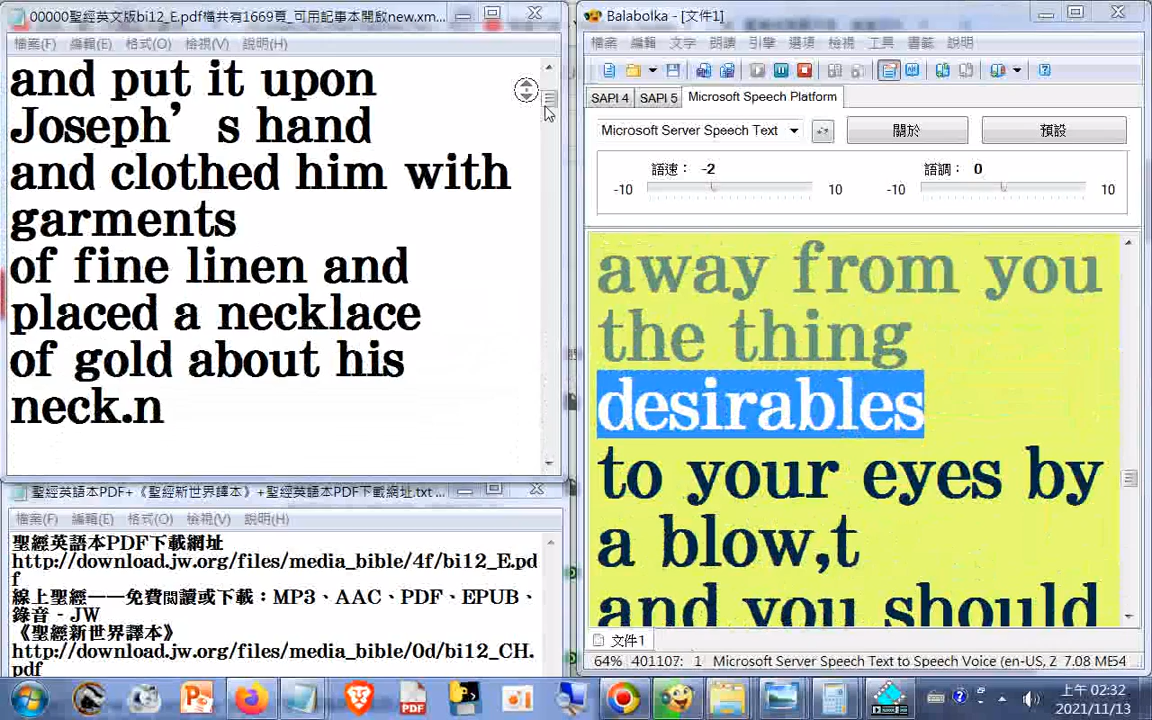 00000聖經英文版bi12_E.pdf檔共有1669頁_可用記事本開啟new.xm...
檔案(F) 編輯(E) 格式(O) 檢視(V) 說明(H)
and put it upon
Joseph’s hand
and clothed him with
garments
of fine linen and
placed a necklace
of gold about his
neck.n
聖經英語本PDF+《聖經新世界譯本》+聖經英語本PDF下載網址.txt ...
檔案(F) 編輯(E) 格式(O) 檢視(V) 說明(H)
聖經英語本PDF下載網址
http://download.jw.org/files/media_bible/4f/bi12_E.pd
f
線上聖經——免費閱讀或下載：MP3、AAC、PDF、EPUB、
錄音 - JW
《聖經新世界譯本》
http://download.jw.org/files/media_bible/0d/bi12_CH.
pdf
Balabolka - [文件1]
檔案 編輯 文字 朗讀 引擎 選項 檢視 工具 書籤 說明
SAPI 4 SAPI 5 Microsoft Speech Platform
Microsoft Server Speech Text 關於 預設
語速： -2 語調： 0
-10 10 -10 10
away from you
the thing
desirables
to your eyes by
a blow,t
and you should
文件1
64% 401107: 1 Microsoft Server Speech Text to Speech Voice (en-US, Z 7.08 ME54
上午 02:32
2021/11/13